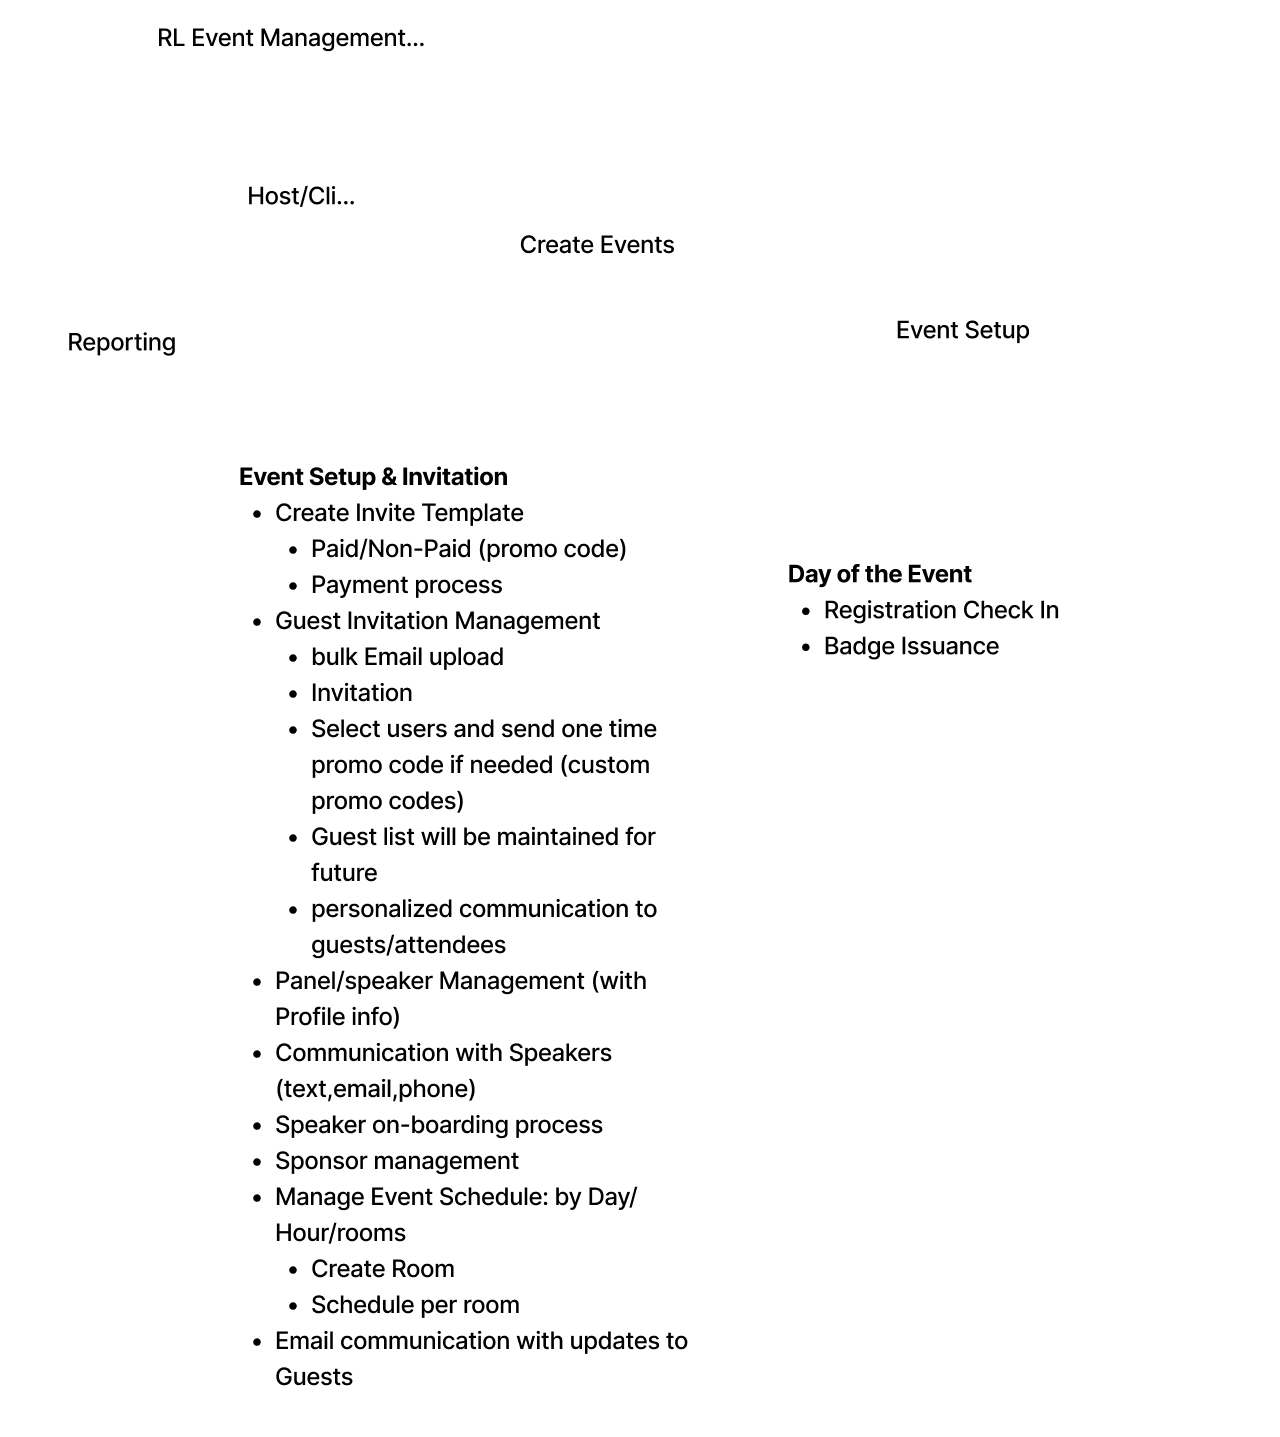 RL Event Management...
Host/Cli...
Create Events
Event Setup
Reporting
Event Setup & Invitation
• Create Invite Template
• Paid/Non-Paid (promo code)
• Payment process
• Guest Invitation Management
• bulk Email upload
• Invitation
• Select users and send one time
promo code if needed (custom
promo codes)
• Guest list will be maintained for
future
• personalized communication to
guests/attendees
• Panel/speaker Management (with
Profile info)
• Communication with Speakers
(text,email,phone)
• Speaker on-boarding process
• Sponsor management
• Manage Event Schedule: by Day/
Hour/rooms
• Create Room
• Schedule per room
• Email communication with updates to
Guests
Day of the Event
• Registration Check In
• Badge Issuance